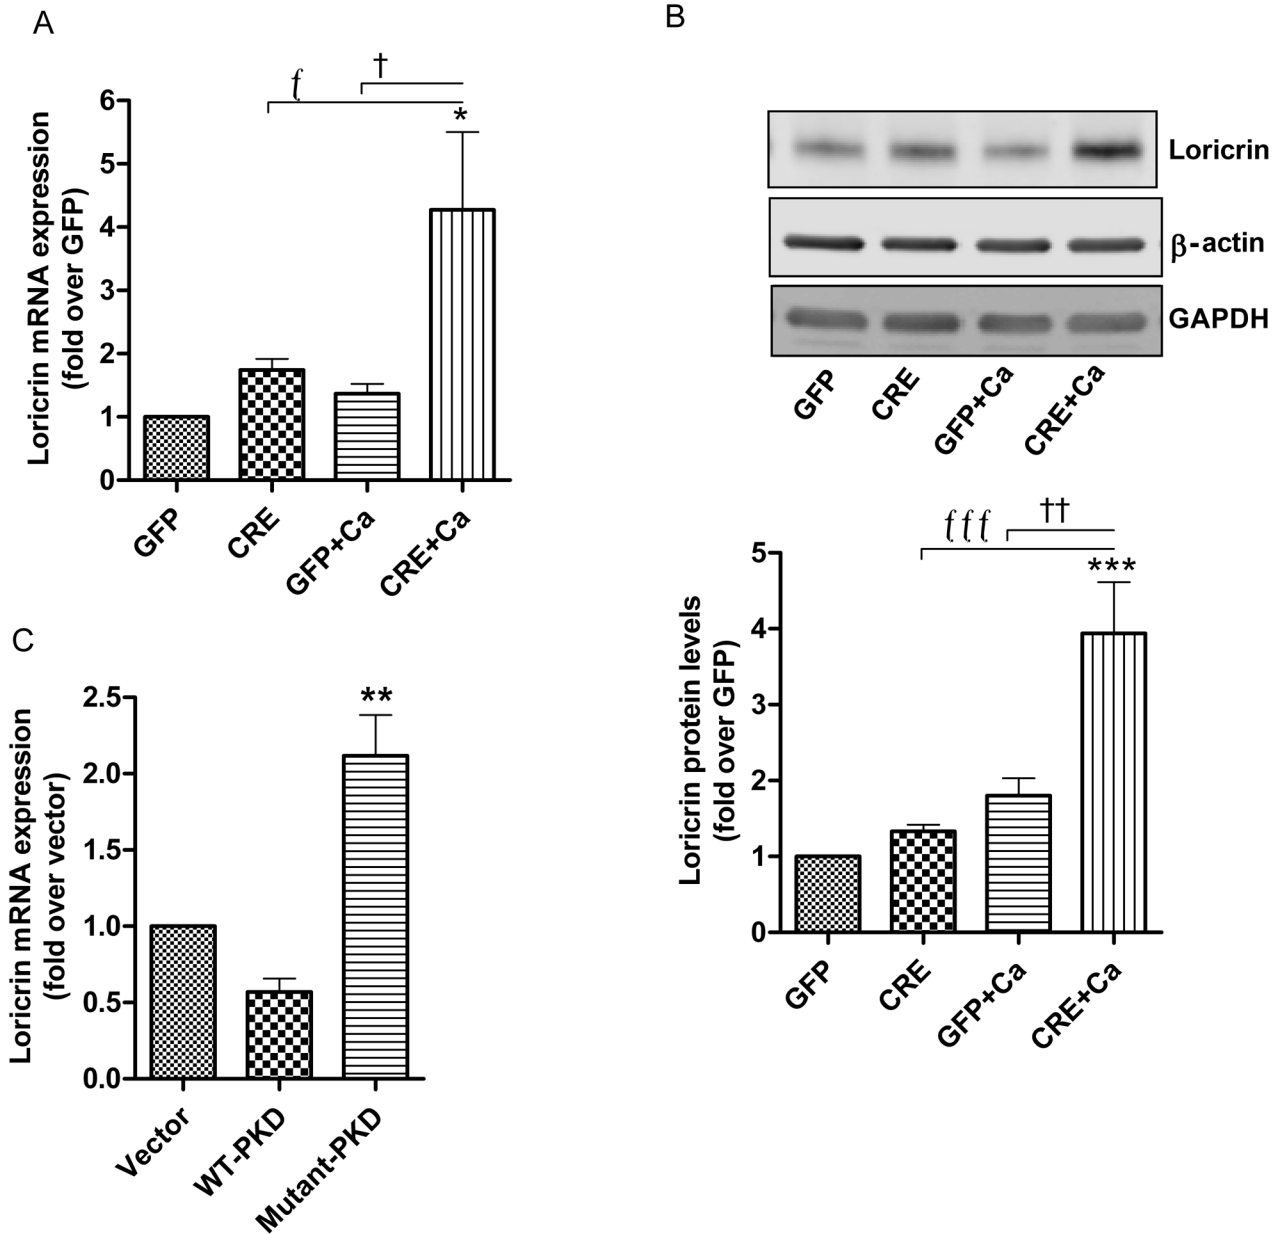 A
ƭ
†
*
6
5
4
3
2
1
0
Loricrin mRNA expression
(fold over GFP)
GFP
CRE
GFP+Ca
CRE+Ca
B
Loricrin
β-actin
GAPDH
GFP
CRE
GFP+Ca
CRE+Ca
ƭƭƭ
††
***
5
4
3
2
1
0
Loricrin protein levels
(fold over GFP)
GFP
CRE
GFP+Ca
CRE+Ca
C
**
2.5
2.0
1.5
1.0
0.5
0.0
Loricrin mRNA expression
(fold over vector)
Vector
WT-PKD
Mutant-PKD